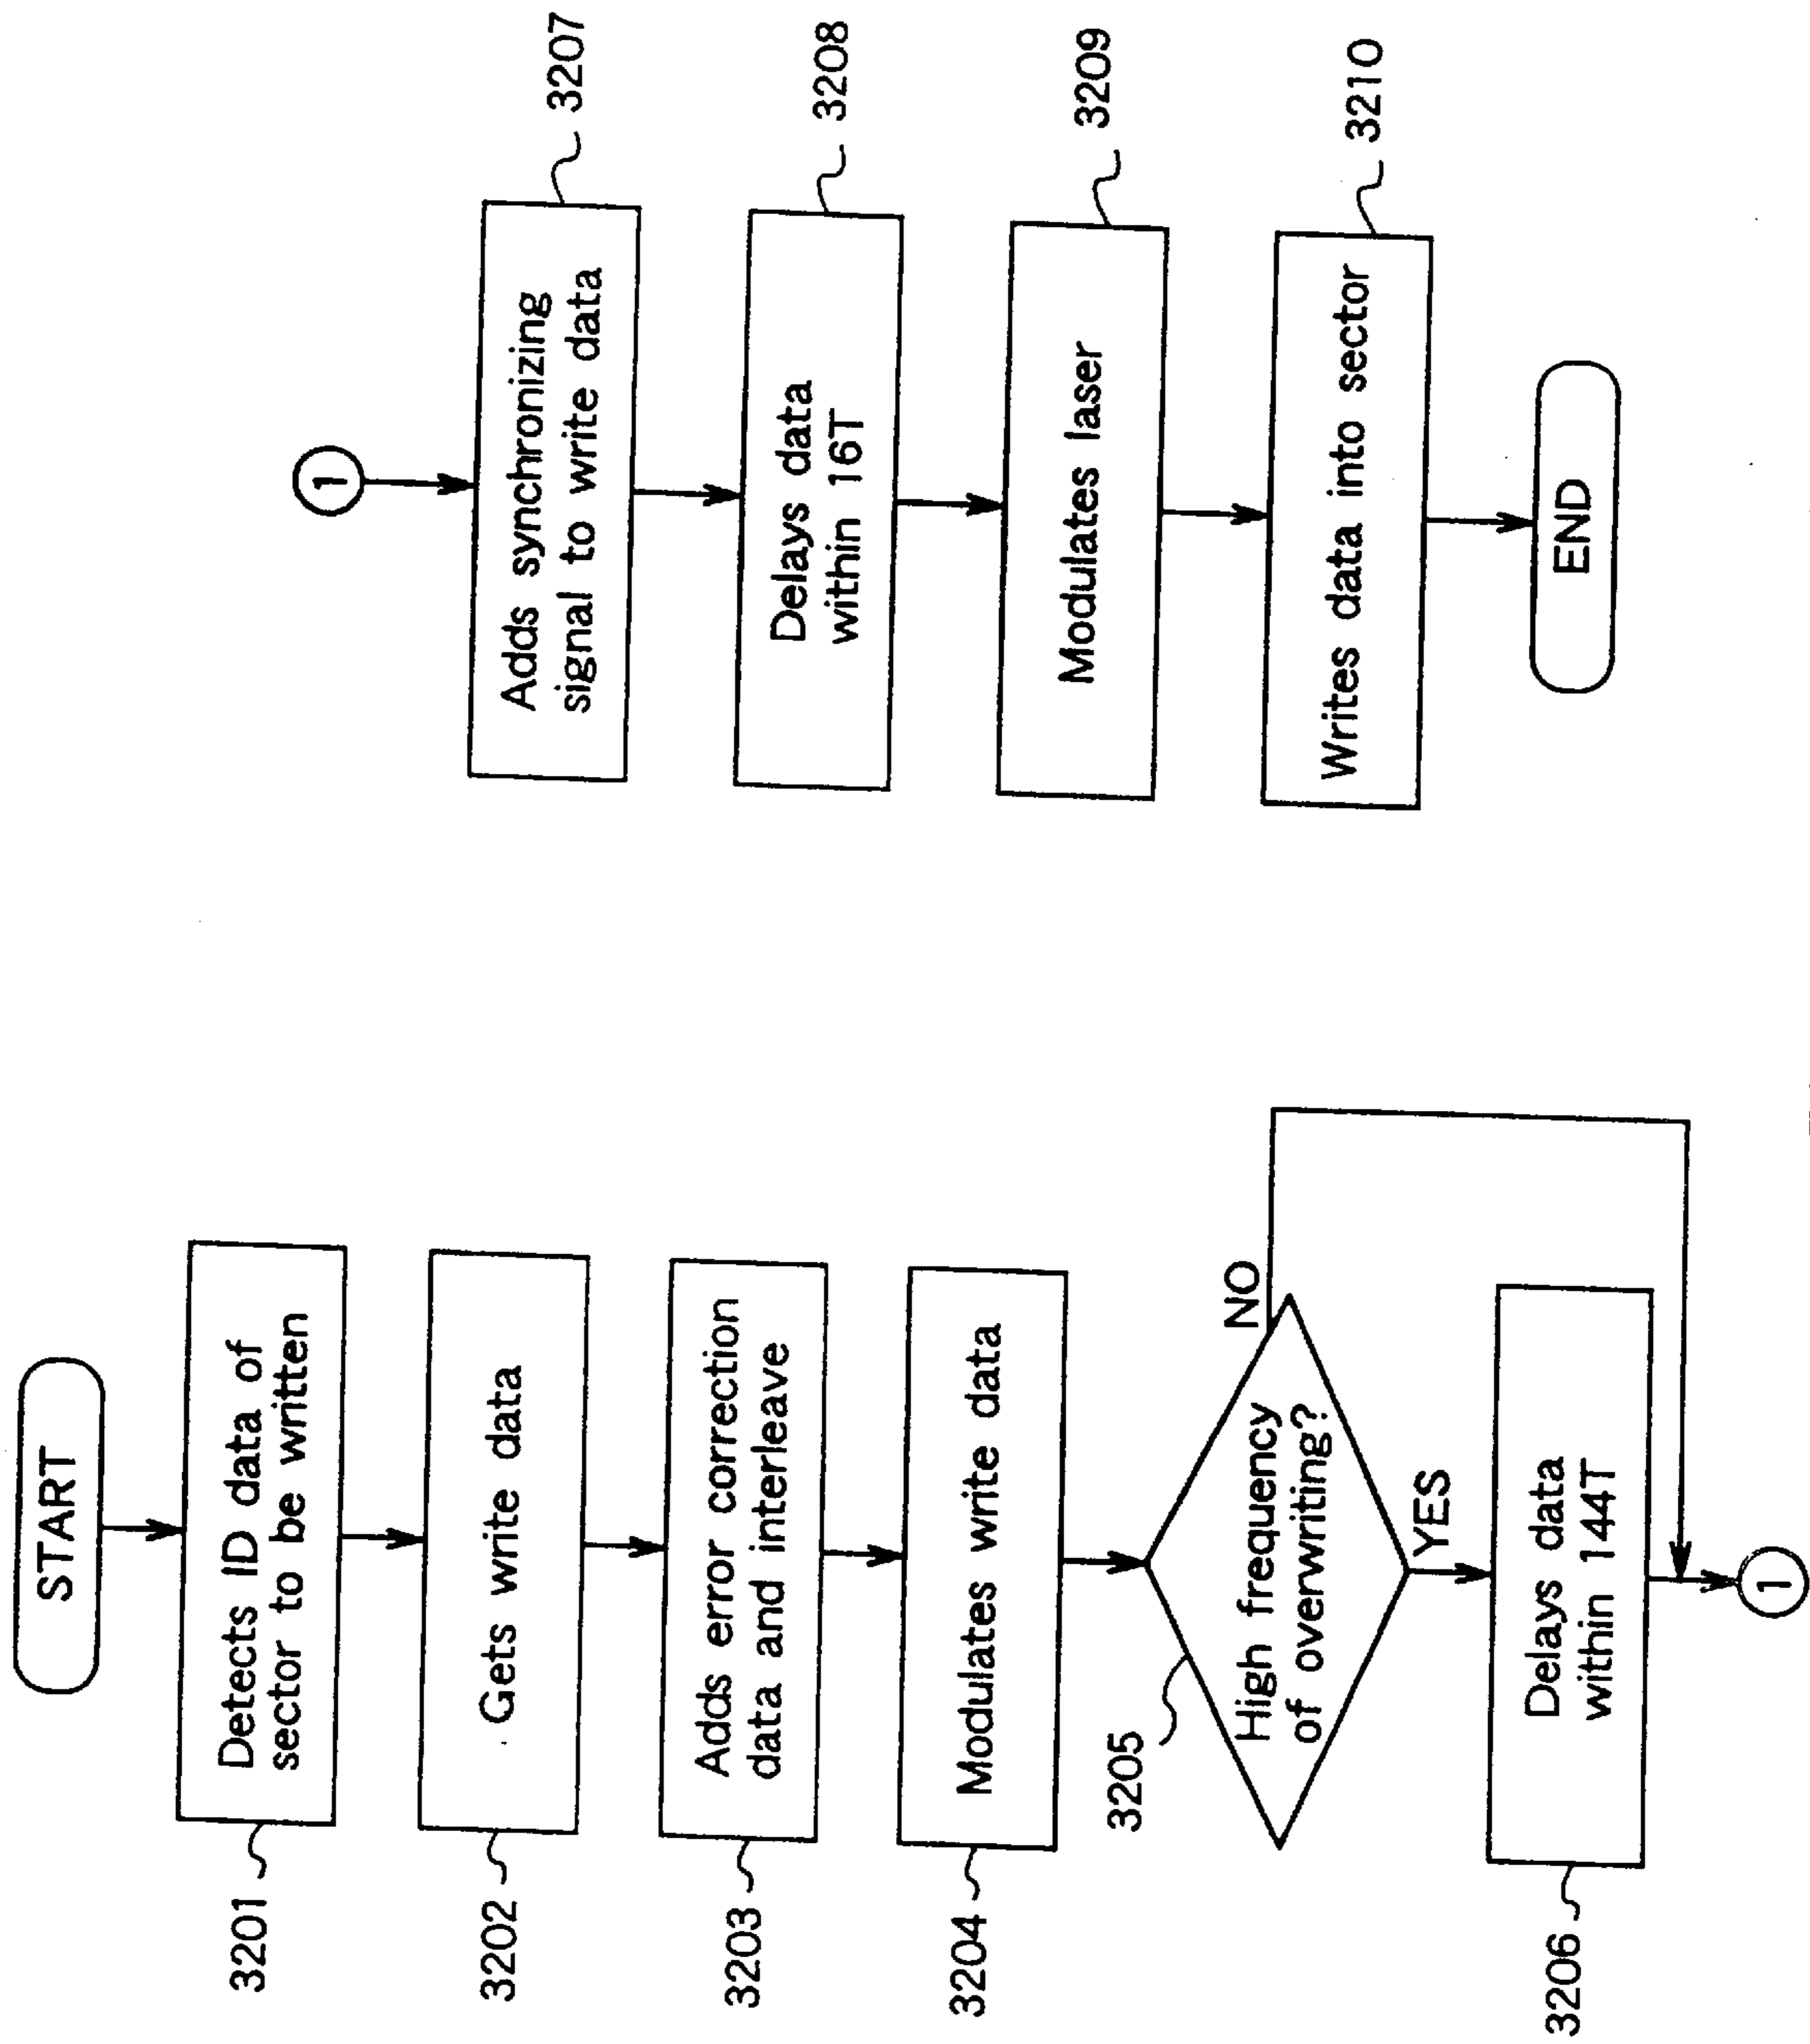 START
3201
Detects ID data of
sector to be written
3202
Gets write data
3203
Adds error correction
data and interleave
3204
Modulates write data
3205
High frequency
of overwriting?
NO
YES
3206
Delays data
within 144T
1
1
Adds synchronizing
signal to write data
3207
Delays data
within 16T
3208
Modulates laser
3209
Writes data into sector
3210
END